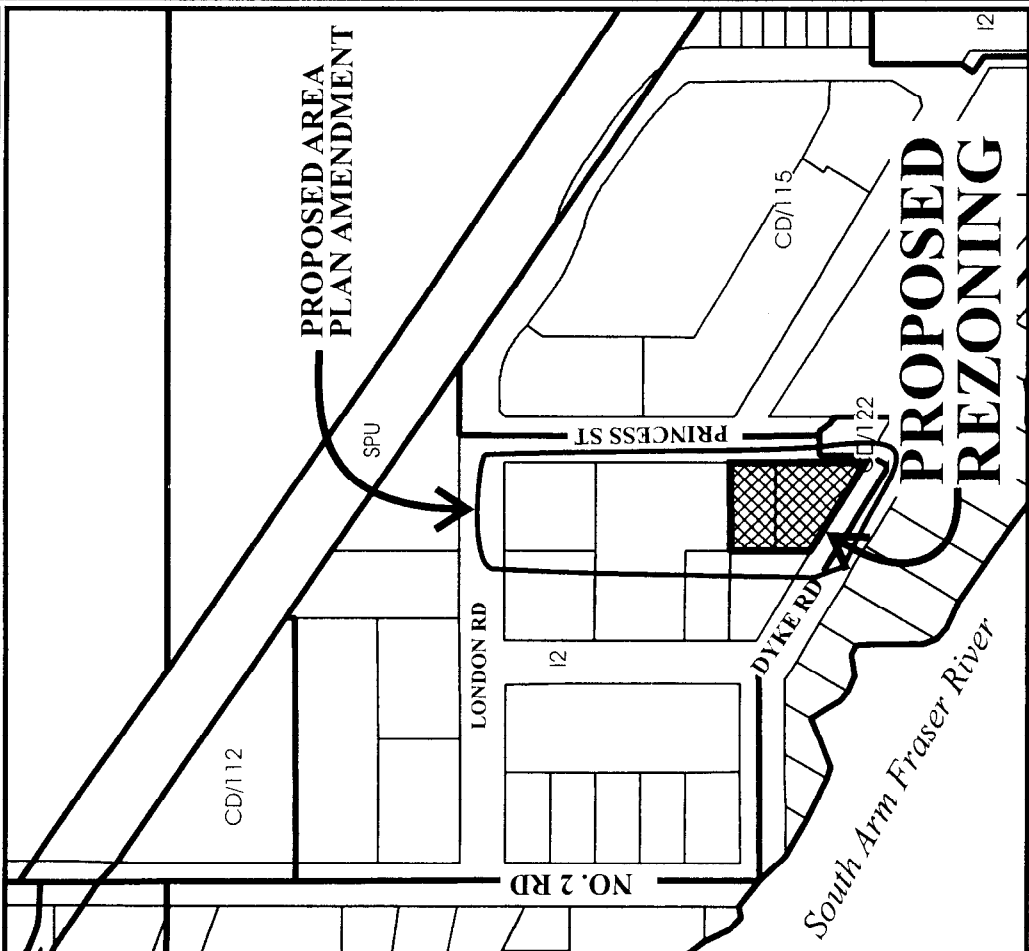 PROPOSED AREA
PLAN AMENDMENT
I2
CD/115
PROPOSED
REZONING
SPU
PRINCESS ST
CD/122
LONDON RD
I2
DYKE RD
CD/112
NO. 2 RD
South Arm Fraser River